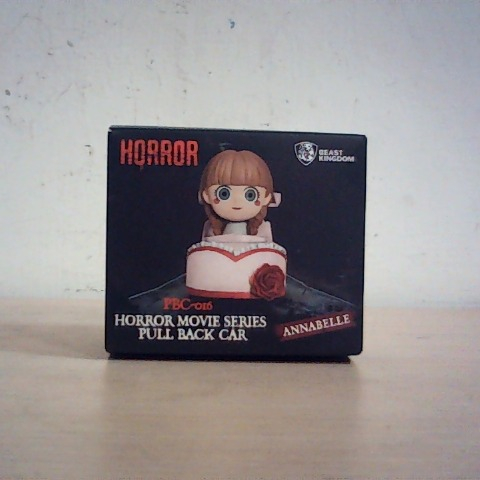 HORROR
BEAST
KINGDOM
PBC-016
HORROR MOVIE SERIES
PULL BACK CAR
ANNABELLE